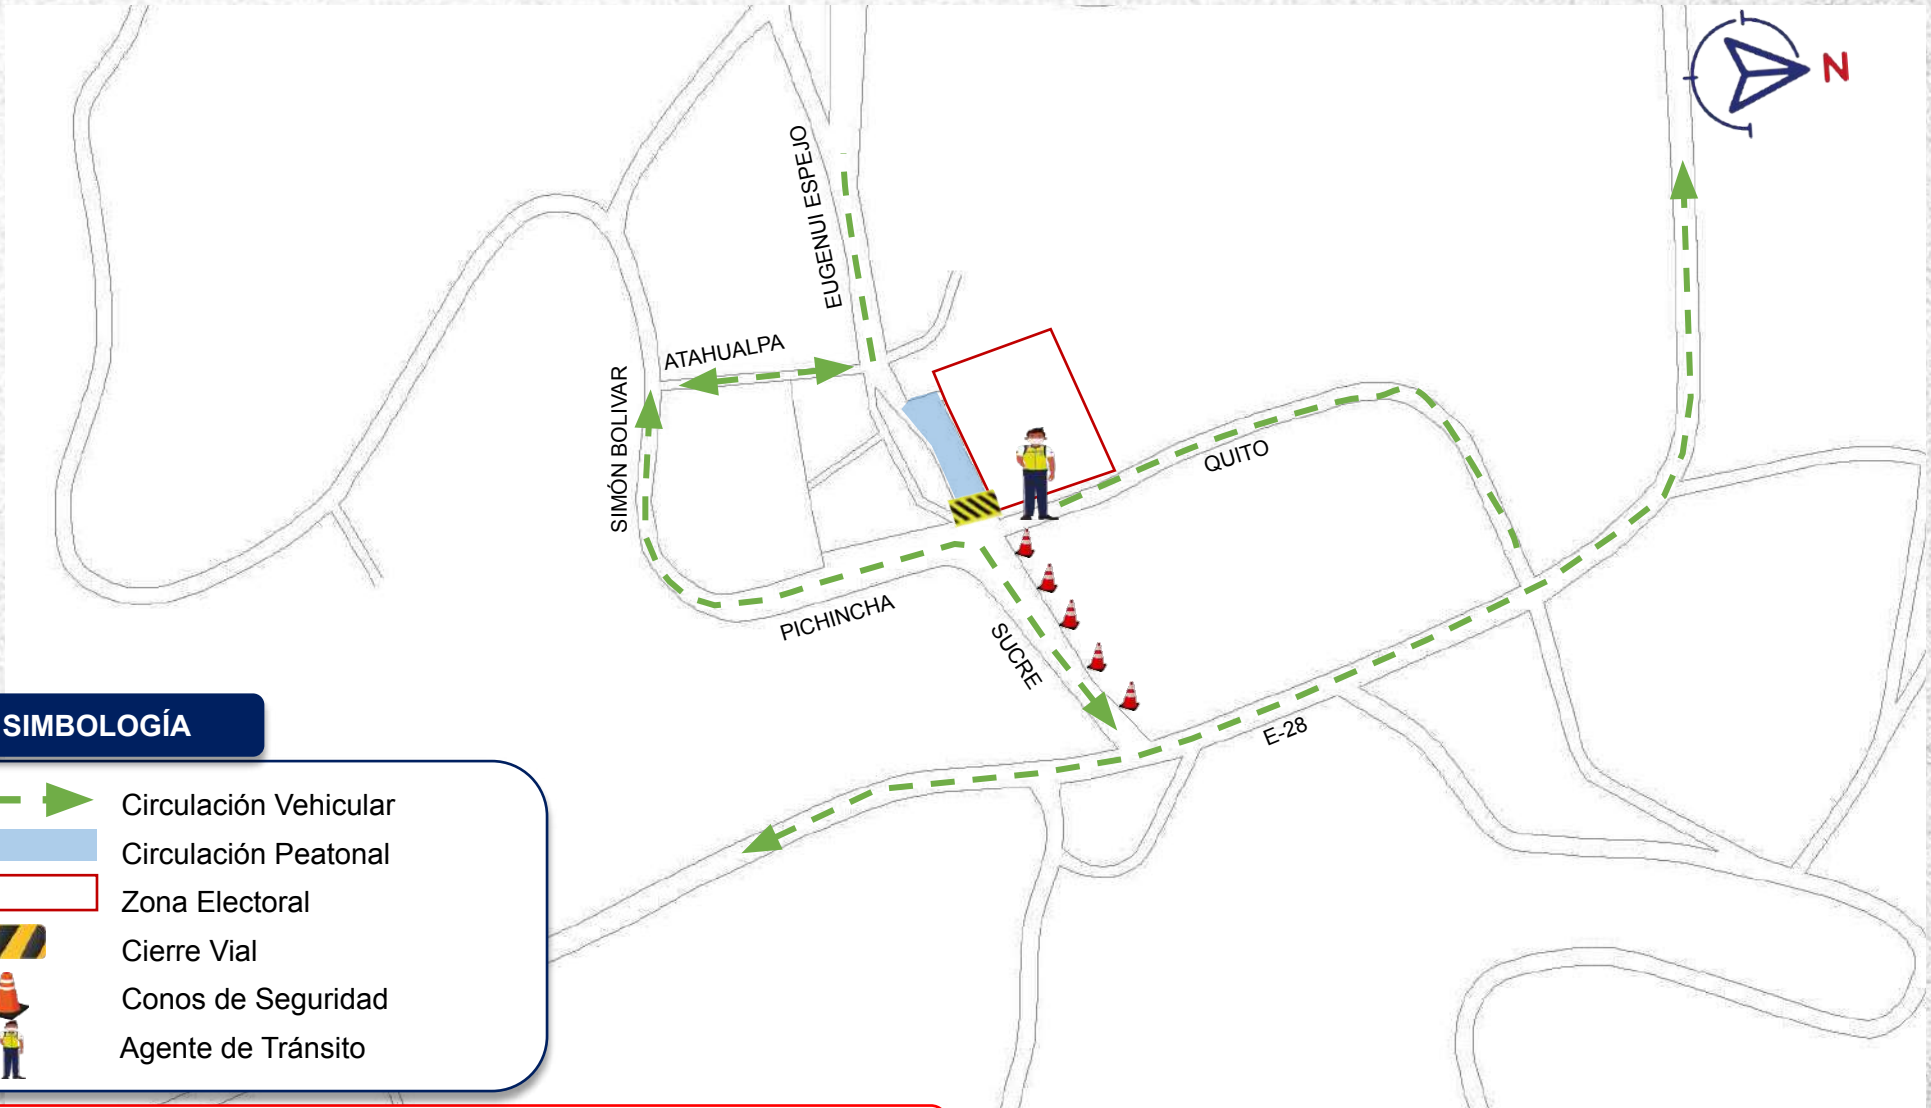 N
EUGENUI ESPEJO
ATAHUALPA
SIMÓN BOLIVAR
QUITO
PICHINCHA
SUCRE
E-28
SIMBOLOGÍA
Circulación Vehicular
Circulación Peatonal
Zona Electoral
Cierre Vial
Conos de Seguridad
Agente de Tránsito